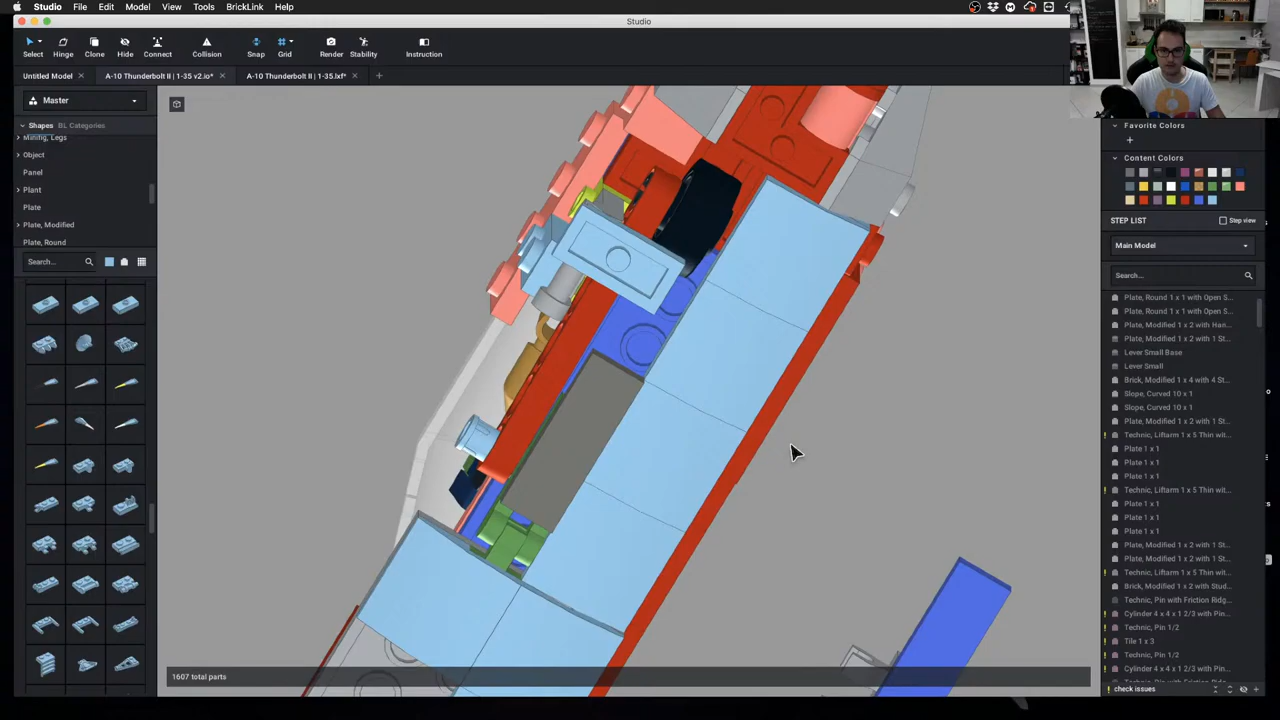 Studio File Edit Model View Tools BrickLink Window Help
Studio
Select Hinge Clone Hide Connect Collision Snap Grid Render Stability Instruction
Untitled Model A-10 Thunderbolt II | 1-35 v2.io* A-10 Thunderbolt II | 1-35.lxf*
Master
Shapes BL Categories
Minifig, Legs
Object
Panel
Plant
Plate
Plate, Modified
Plate, Round
Search...
1607 total parts
Favorite Colors
Content Colors
STEP LIST
Step view
Main Model
Search...
Plate, Round 1 x 1 with Open S...
Plate, Round 1 x 1 with Open S...
Plate, Modified 1 x 2 with Han...
Plate, Modified 1 x 2 with 1 St...
Lever Small Base
Lever Small
Brick, Modified 1 x 4 with 4 St...
Slope, Curved 10 x 1
Slope, Curved 10 x 1
Plate, Modified 1 x 2 with 1 St...
Technic, Liftarm 1 x 5 Thin wit...
Plate 1 x 1
Plate 1 x 1
Plate 1 x 1
Technic, Liftarm 1 x 5 Thin wit...
Plate 1 x 1
Plate 1 x 1
Plate 1 x 1
Plate, Modified 1 x 2 with 1 St...
Plate, Modified 1 x 2 with 1 St...
Technic, Liftarm 1 x 5 Thin wit...
Brick, Modified 1 x 2 with Stud...
Technic, Pin with Friction Ridg...
Cylinder 4 x 4 x 1 2/3 with Pin...
Technic, Pin 1/2
Tile 1 x 3
Technic, Pin 1/2
Cylinder 4 x 4 x 1 2/3 with Pin...
check issues